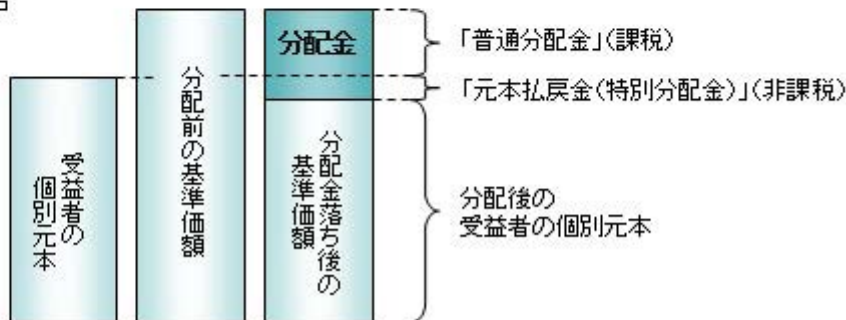 受益者の
個別元本
分配前の基準価額
分配金
分配金落ち後の
基準価額
「普通分配金」(課税)
「元本払戻金(特別分配金)」(非課税)
分配後の
受益者の個別元本